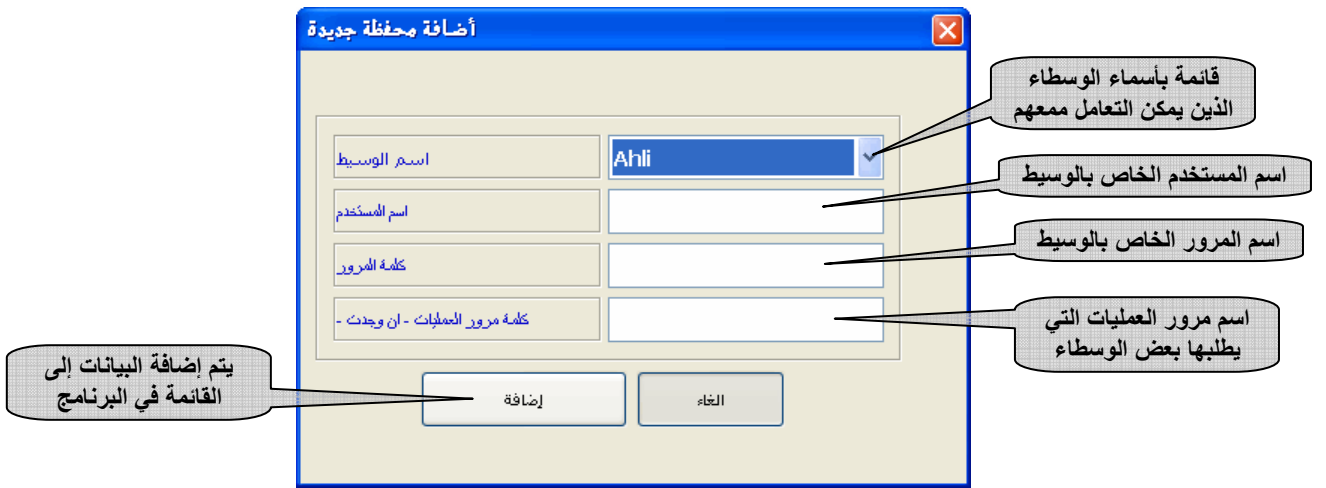 أضافة محفظة جديدة
قائمة بأسماء الوسطاء
الذين يمكن التعامل ممعهم
اسم الوسيط
Ahli
اسم المستخدم الخاص بالوسيط
اسم المستخدم
اسم المرور الخاص بالوسيط
كلمة المرور
اسم مرور العمليات التي
يطلبها بعض الوسطاء
كلمة مرور العمليات - ان وجدت -
يتم إضافة البيانات إلى
القائمة في البرنامج
إضافة
الغاء